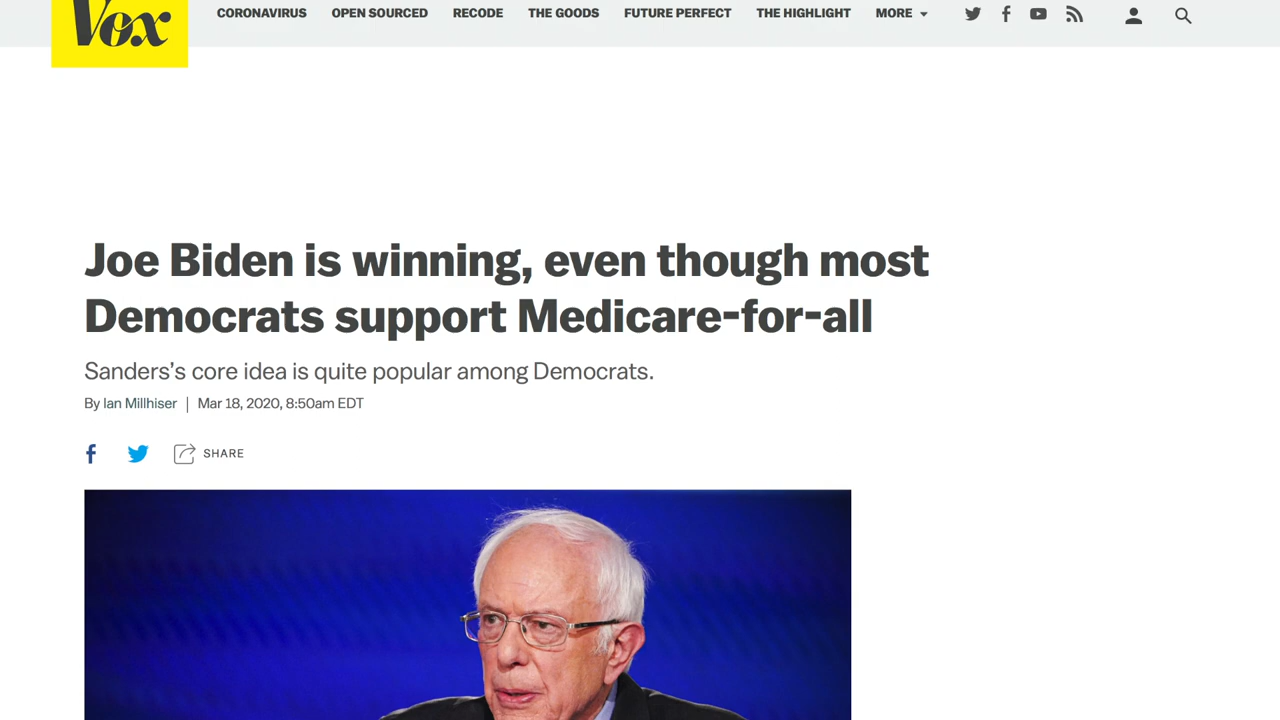 Vox
CORONAVIRUS OPEN SOURCED RECODE THE GOODS FUTURE PERFECT THE HIGHLIGHT MORE
Joe Biden is winning, even though most
Democrats support Medicare-for-all
Sanders’s core idea is quite popular among Democrats.
By Ian Millhiser | Mar 18, 2020, 8:50am EDT
SHARE